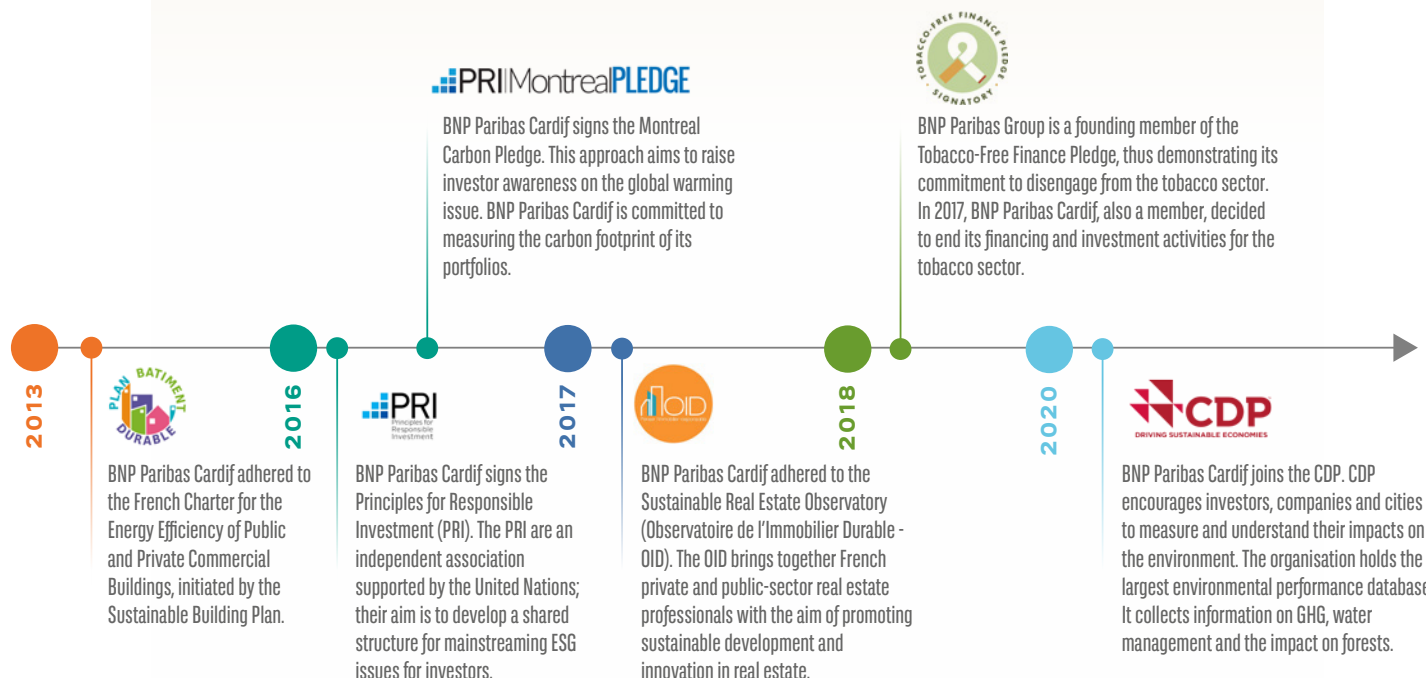 TOBACCO-FREE FINANCE PLEDGE
SIGNATORY
PRI Montreal PLEDGE
BNP Paribas Cardif signs the Montreal
Carbon Pledge. This approach aims to raise
investor awareness on the global warming
issue. BNP Paribas Cardif is committed to
measuring the carbon footprint of its
portfolios.
BNP Paribas Group is a founding member of the
Tobacco-Free Finance Pledge, thus demonstrating its
commitment to disengage from the tobacco sector.
In 2017, BNP Paribas Cardif, also a member, decided
to end its financing and investment activities for the
tobacco sector.
2013
PLAN BATIMENT
DURABLE
BNP Paribas Cardif adhered to
the French Charter for the
Energy Efficiency of Public
and Private Commercial
Buildings, initiated by the
Sustainable Building Plan.
2016
PRI
Principles for
Responsible
Investment
BNP Paribas Cardif signs the
Principles for Responsible
Investment (PRI). The PRI are an
independent association
supported by the United Nations;
their aim is to develop a shared
structure for mainstreaming ESG
issues for investors.
2017
OID
BNP Paribas Cardif adhered to the
Sustainable Real Estate Observatory
(Observatoire de l'Immobilier Durable -
OID). The OID brings together French
private and public-sector real estate
professionals with the aim of promoting
sustainable development and
innovation in real estate.
2018
2020
CDP
DRIVING SUSTAINABLE ECONOMIES
BNP Paribas Cardif joins the CDP. CDP
encourages investors, companies and cities
to measure and understand their impacts on
the environment. The organisation holds the
largest environmental performance database
It collects information on GHG, water
management and the impact on forests.